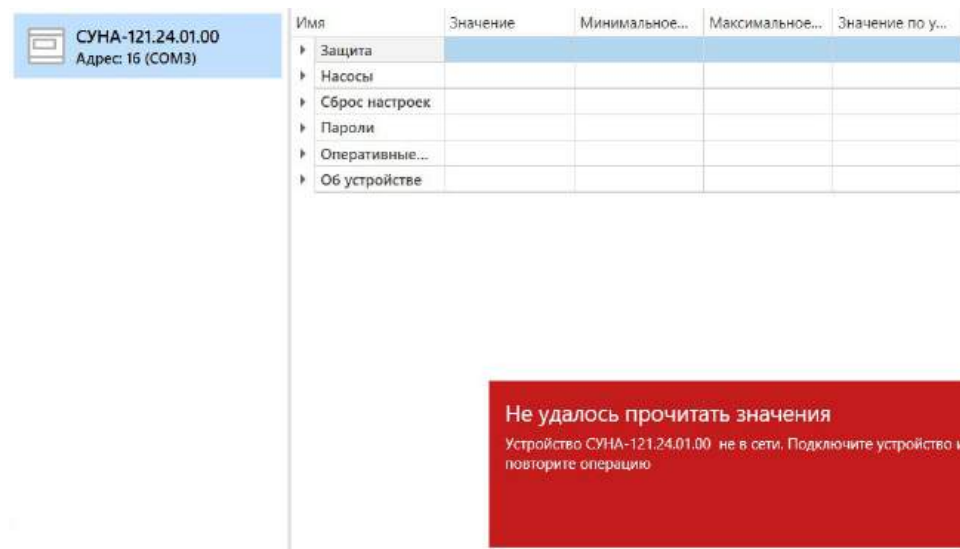 СУНА-121.24.01.00
Адрес: 16 (COM3)
Имя Значение Минимальное... Максимальное... Значение по у...
Защита
Насосы
Сброс настроек
Пароли
Оперативные...
Об устройстве
Не удалось прочитать значения
Устройство СУНА-121.24.01.00 не в сети. Подключите устройство и
повторите операцию